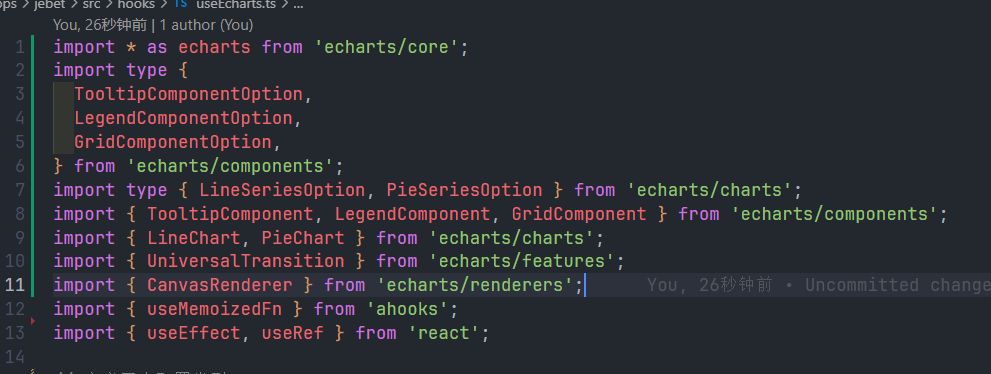 ops > jebet > src > hooks > TS useEcharts.ts > ...
You, 26秒钟前 | 1 author (You)
1 import * as echarts from 'echarts/core';
2 import type {
3 TooltipComponentOption,
4 LegendComponentOption,
5 GridComponentOption,
6 } from 'echarts/components';
7 import type { LineSeriesOption, PieSeriesOption } from 'echarts/charts';
8 import { TooltipComponent, LegendComponent, GridComponent } from 'echarts/components';
9 import { LineChart, PieChart } from 'echarts/charts';
10 import { UniversalTransition } from 'echarts/features';
11 import { CanvasRenderer } from 'echarts/renderers'; You, 26秒钟前 • Uncommitted change
12 import { useMemoizedFn } from 'ahooks';
13 import { useEffect, useRef } from 'react';
14